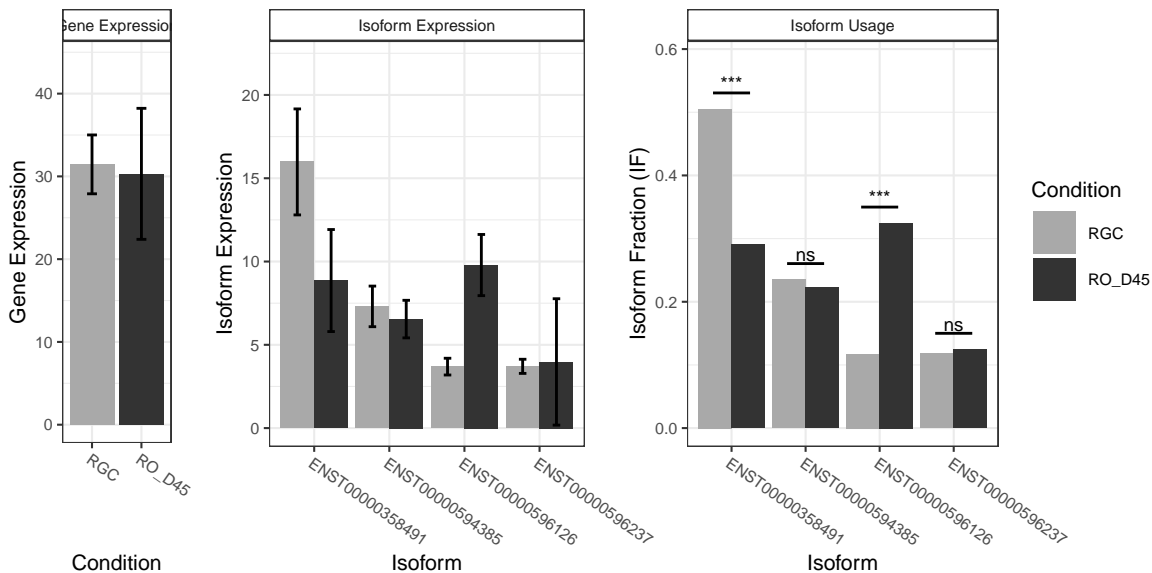 Gene Expression
Gene Expression
40
30
20
10
0
RGC
RO_D45
Condition
Isoform Expression
Isoform Expression
20
15
10
5
0
ENST00000358491
ENST00000594385
ENST00000596126
ENST00000596237
Isoform
Isoform Usage
Isoform Fraction (IF)
0.6
0.4
0.2
0.0
***
ns
***
ns
ENST00000358491
ENST00000594385
ENST00000596126
ENST00000596237
Isoform
Condition
RGC
RO_D45